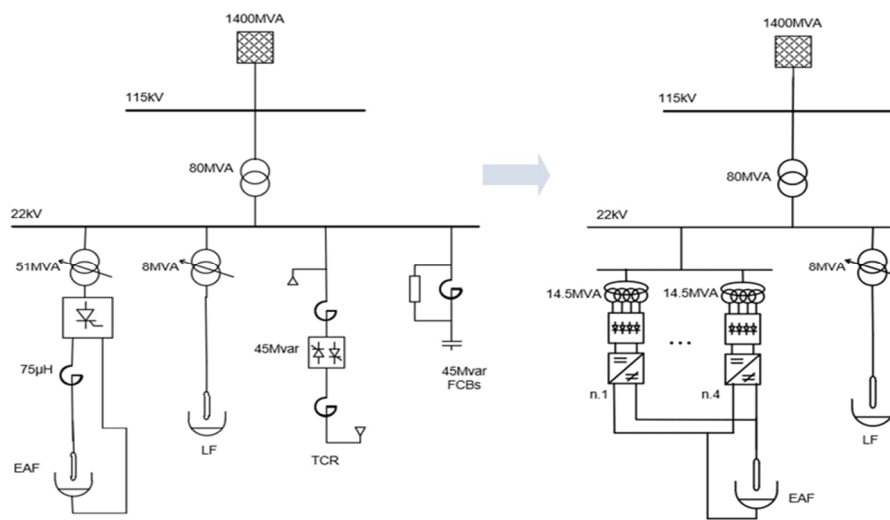 1400MVA
115kV
80MVA
22kV
51MVA
8MVA
75µH
45Mvar
45Mvar
FCBs
EAF
LF
TCR
1400MVA
115kV
80MVA
22kV
14.5MVA
14.5MVA
8MVA
...
n.1
n.4
LF
EAF